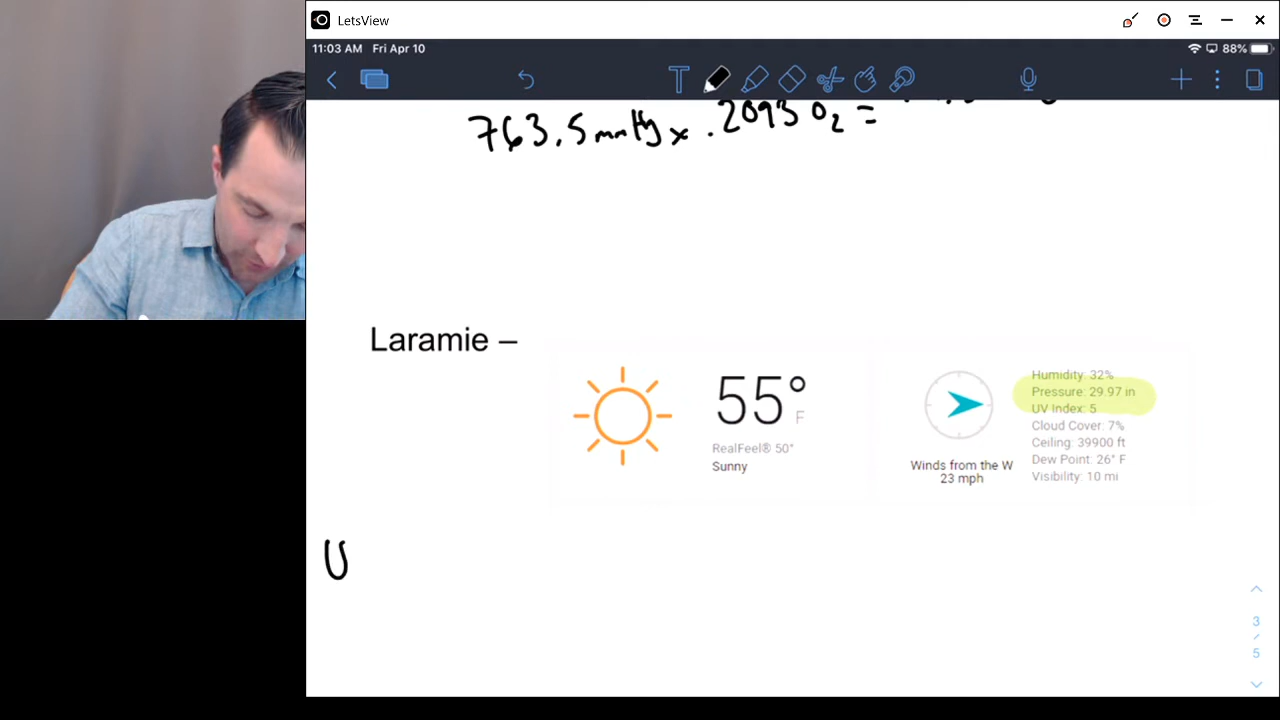 LetsView
11:03 AM Fri Apr 10 88%
T
763.5 mmHg x .2093 O2 =
Laramie –
55° F
RealFeel® 50°
Sunny
Winds from the W
23 mph
Humidity: 32%
Pressure: 29.97 in
UV Index: 5
Cloud Cover: 7%
Ceiling: 39900 ft
Dew Point: 26° F
Visibility: 10 mi
U
3
/
5